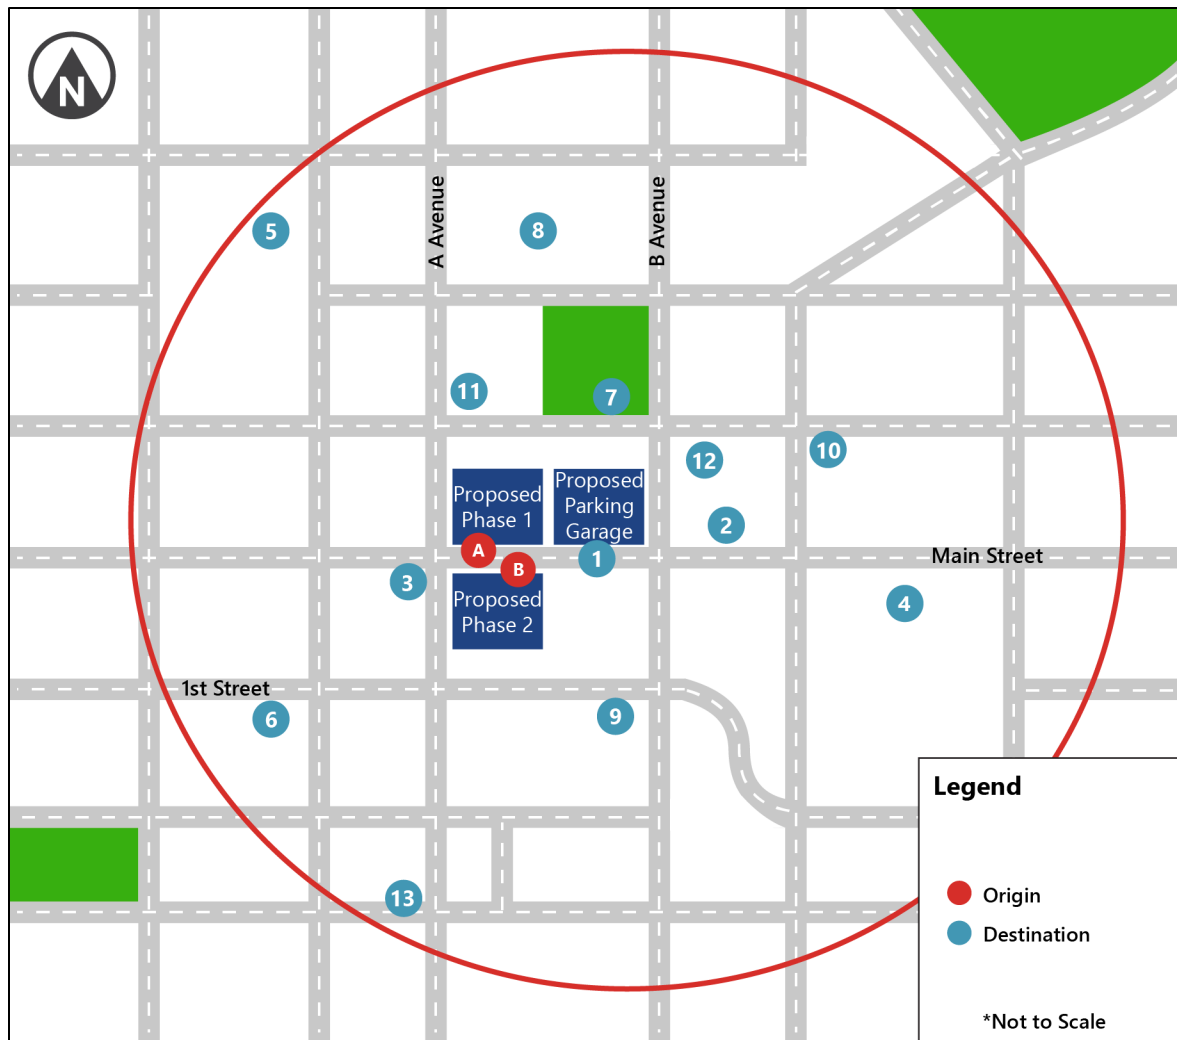 N
A Avenue
B Avenue
5
8
11
7
12
10
Proposed
Phase 1
Proposed
Parking
Garage
2
A
B
1
Main Street
3
Proposed
Phase 2
4
1st Street
6
9
13
Legend
Origin
Destination
*Not to Scale